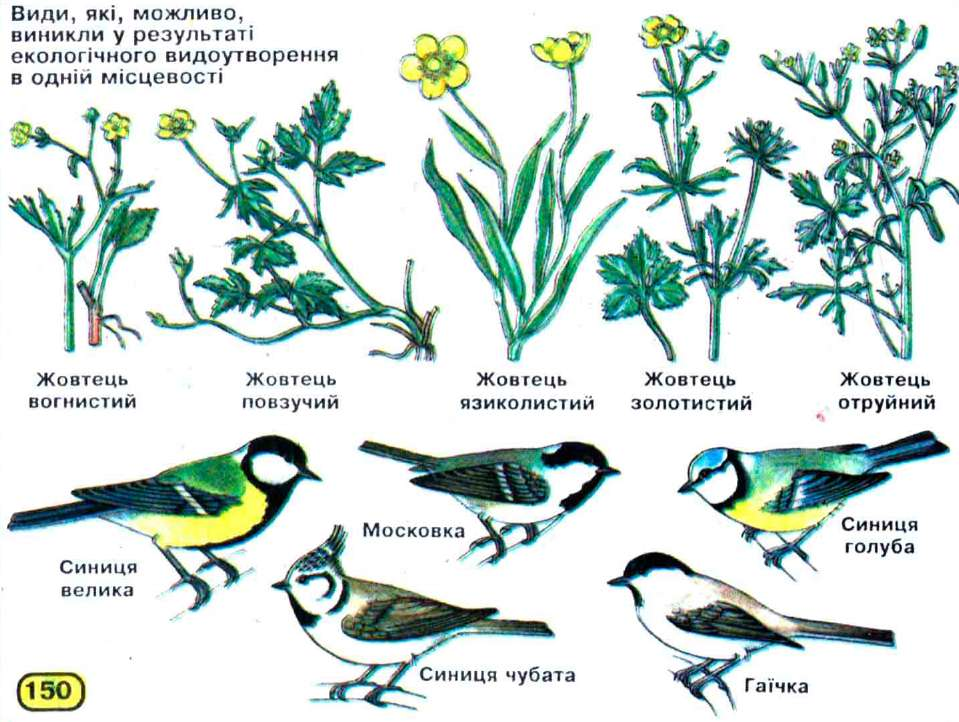 Види, які, можливо,
виникли у результаті
екологічного видоутворення
в одній місцевості
Жовтець
вогнистий
Жовтець
повзучий
Жовтець
язиколистий
Жовтець
золотистий
Жовтець
отруйний
Синиця
велика
Московка
Синиця
голуба
Синиця чубата
Гаїчка
150